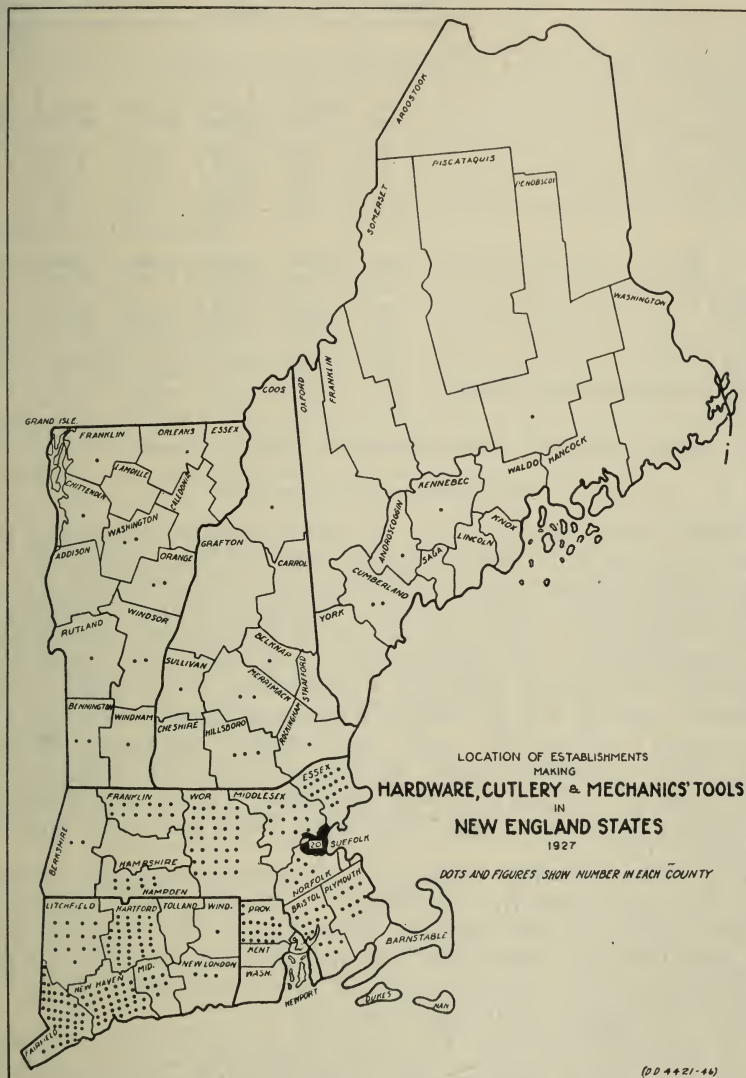 AROOSTOOK
PISCATAQUIS
PENOBSCOT
SOMERSET
WASHINGTON
COOS
OXFORD
FRANKLIN
GRAND ISLE
FRANKLIN
ORLEANS
ESSEX
LAMOILLE
CALEDONIA
CHITTENDEN
WASHINGTON
ADDISON
ORANGE
GRAFTON
CARROL
KENNEBEC
WALDO
HANCOCK
ANDROSCOGGIN
SAGA
LINCOLN
KNOX
CUMBERLAND
YORK
RUTLAND
WINDSOR
SULLIVAN
BELKNAP
MERRIMACK
STRAFFORD
BENNINGTON
WINDHAM
CHESHIRE
HILLSBORO
ROCKINGHAM
LOCATION OF ESTABLISHMENTS
MAKING
HARDWARE, CUTLERY & MECHANICS' TOOLS
IN
NEW ENGLAND STATES
1927
DOTS AND FIGURES SHOW NUMBER IN EACH COUNTY
ESSEX
FRANKLIN
WOR
MIDDLESEX
BERKSHIRE
20
SUFFOLK
HAMPSHIRE
HAMPDEN
NORFOLK
BRISTOL
PLYMOUTH
BARNSTABLE
LITCHFIELD
HARTFORD
TOLLAND
WIND.
PROV.
KENT
NEW LONDON
WASH.
NEWPORT
MID.
NEW HAVEN
FAIRFIELD
DUKES
NAN
(DD 4421-46)